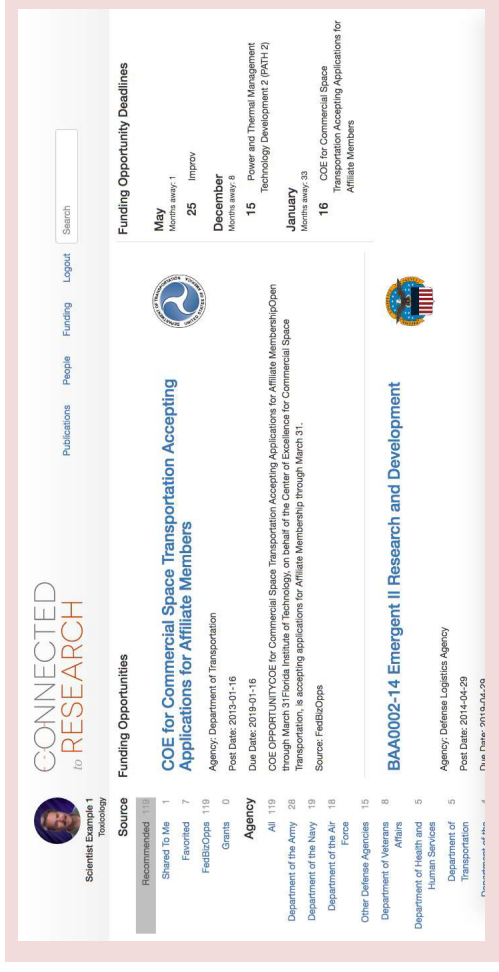 CONNECTED
to RESEARCH
Publications People Funding Logout Search
Scientist Example 1
Toxicology
Source
Recommended 119
Shared To Me 1
Favorited 7
FedBizOpps 119
Grants 0
Agency
All 119
Department of the Army 28
Department of the Navy 19
Department of the Air
Force 18
Other Defense Agencies 15
Department of Veterans
Affairs 8
Department of Health and
Human Services 5
Department of
Transportation 5
Department of the 4
Funding Opportunities
COE for Commercial Space Transportation Accepting
Applications for Affiliate Members
Agency: Department of Transportation
Post Date: 2013-01-16
Due Date: 2019-01-16
COE OPPORTUNITYCOE for Commercial Space Transportation Accepting Applications for Affiliate MembershipOpen
through March 31Florida Institute of Technology, on behalf of the Center of Excellence for Commercial Space
Transportation, is accepting applications for Affiliate Membership through March 31.
Source: FedBizOpps
BAA0002-14 Emergent II Research and Development
Agency: Defense Logistics Agency
Post Date: 2014-04-29
Due Date: 2019-04-29
Funding Opportunity Deadlines
May
Months away: 1
25 Improv
December
Months away: 8
15 Power and Thermal Management
Technology Development 2 (PATH 2)
January
Months away: 33
16 COE for Commercial Space
Transportation Accepting Applications for
Affiliate Members